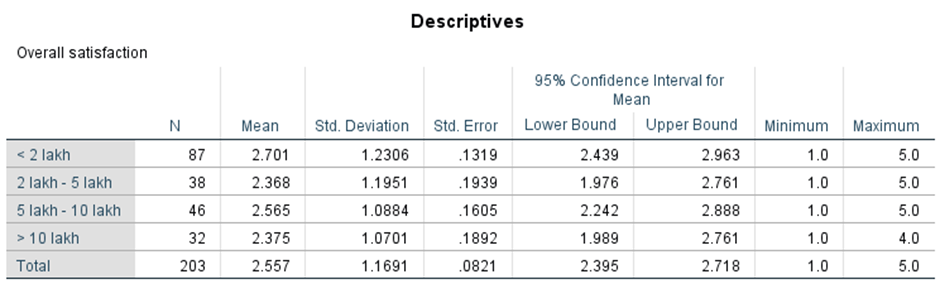 Descriptives
Overall satisfaction
95% Confidence Interval for
Mean
N Mean Std. Deviation Std. Error Lower Bound Upper Bound Minimum Maximum
< 2 lakh 87 2.701 1.2306 .1319 2.439 2.963 1.0 5.0
2 lakh - 5 lakh 38 2.368 1.1951 .1939 1.976 2.761 1.0 5.0
5 lakh - 10 lakh 46 2.565 1.0884 .1605 2.242 2.888 1.0 5.0
> 10 lakh 32 2.375 1.0701 .1892 1.989 2.761 1.0 4.0
Total 203 2.557 1.1691 .0821 2.395 2.718 1.0 5.0